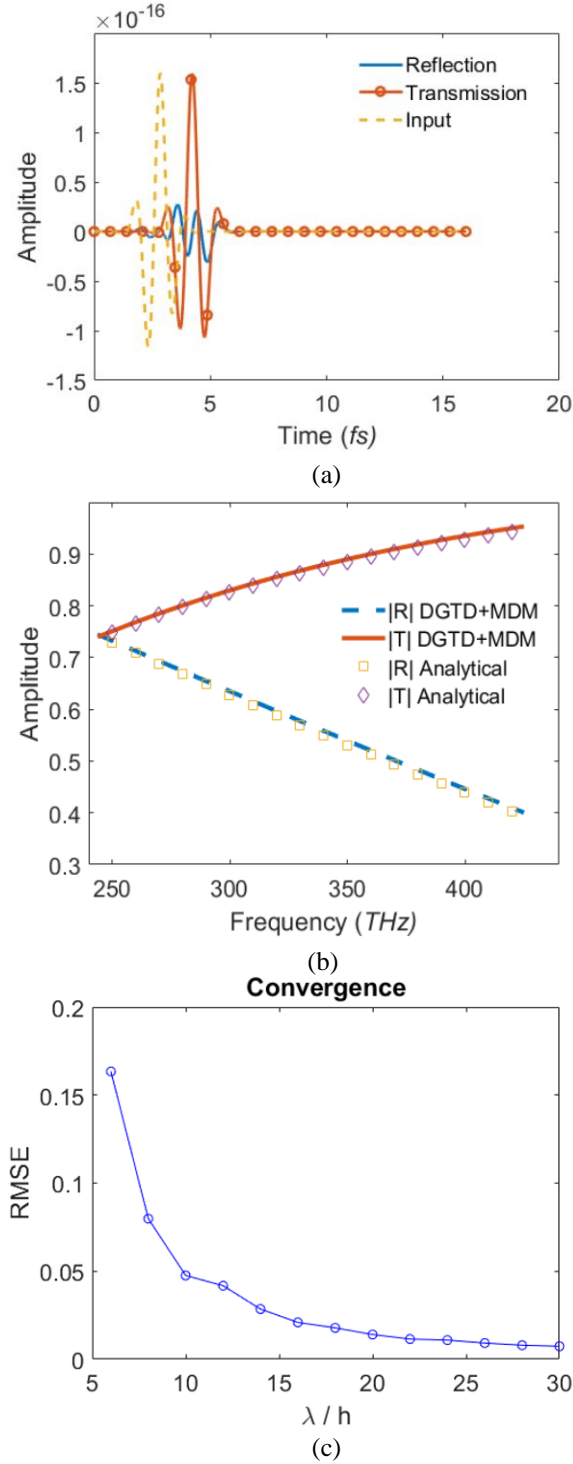 ×10⁻¹⁶
1.5
1
0.5
0
-0.5
-1
-1.5
Amplitude
Reflection
Transmission
Input
0 5 10 15 20
Time (fs)
(a)
0.9
0.8
0.7
0.6
0.5
0.4
0.3
Amplitude
|R| DGTD+MDM
|T| DGTD+MDM
|R| Analytical
|T| Analytical
250 300 350 400
Frequency (THz)
(b)
Convergence
0.2
0.15
0.1
0.05
0
RMSE
5 10 15 20 25 30
λ / h
(c)